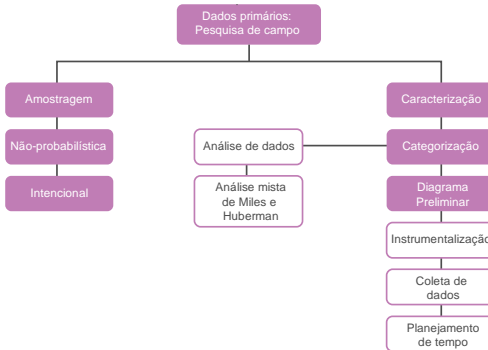 Dados primários:
Pesquisa de campo
Amostragem
Caracterização
Não-probabilística
Análise de dados
Categorização
Intencional
Análise mista
de Miles e
Huberman
Diagrama
Preliminar
Instrumentalização
Coleta de
dados
Planejamento
de tempo